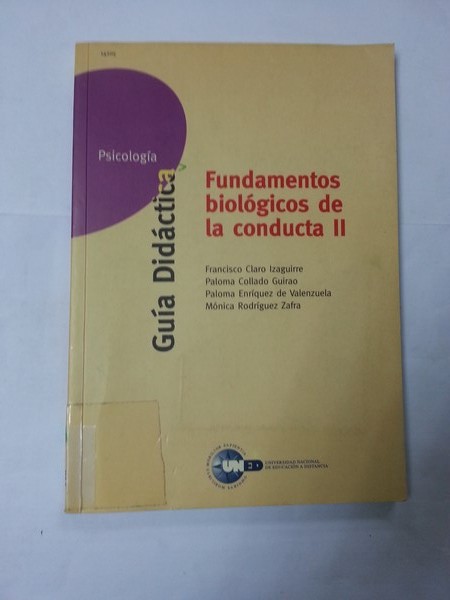 Psicología
Guía Didáctica
Fundamentos
biológicos de
la conducta II
Francisco Claro Izaguirre
Paloma Collado Guirao
Paloma Enríquez de Valenzuela
Mónica Rodríguez Zafra
UNED
UNIVERSIDAD NACIONAL
DE EDUCACIÓN A DISTANCIA